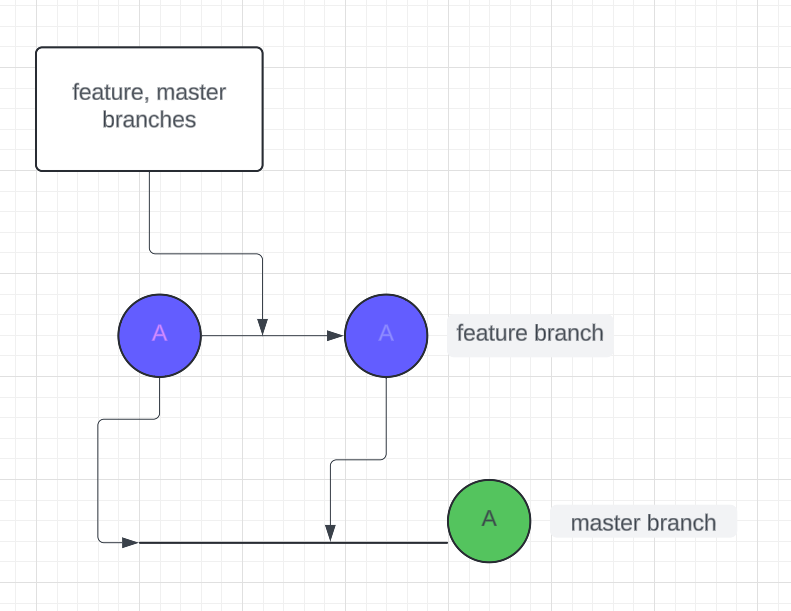 feature, master
branches
A
A
feature branch
A
master branch